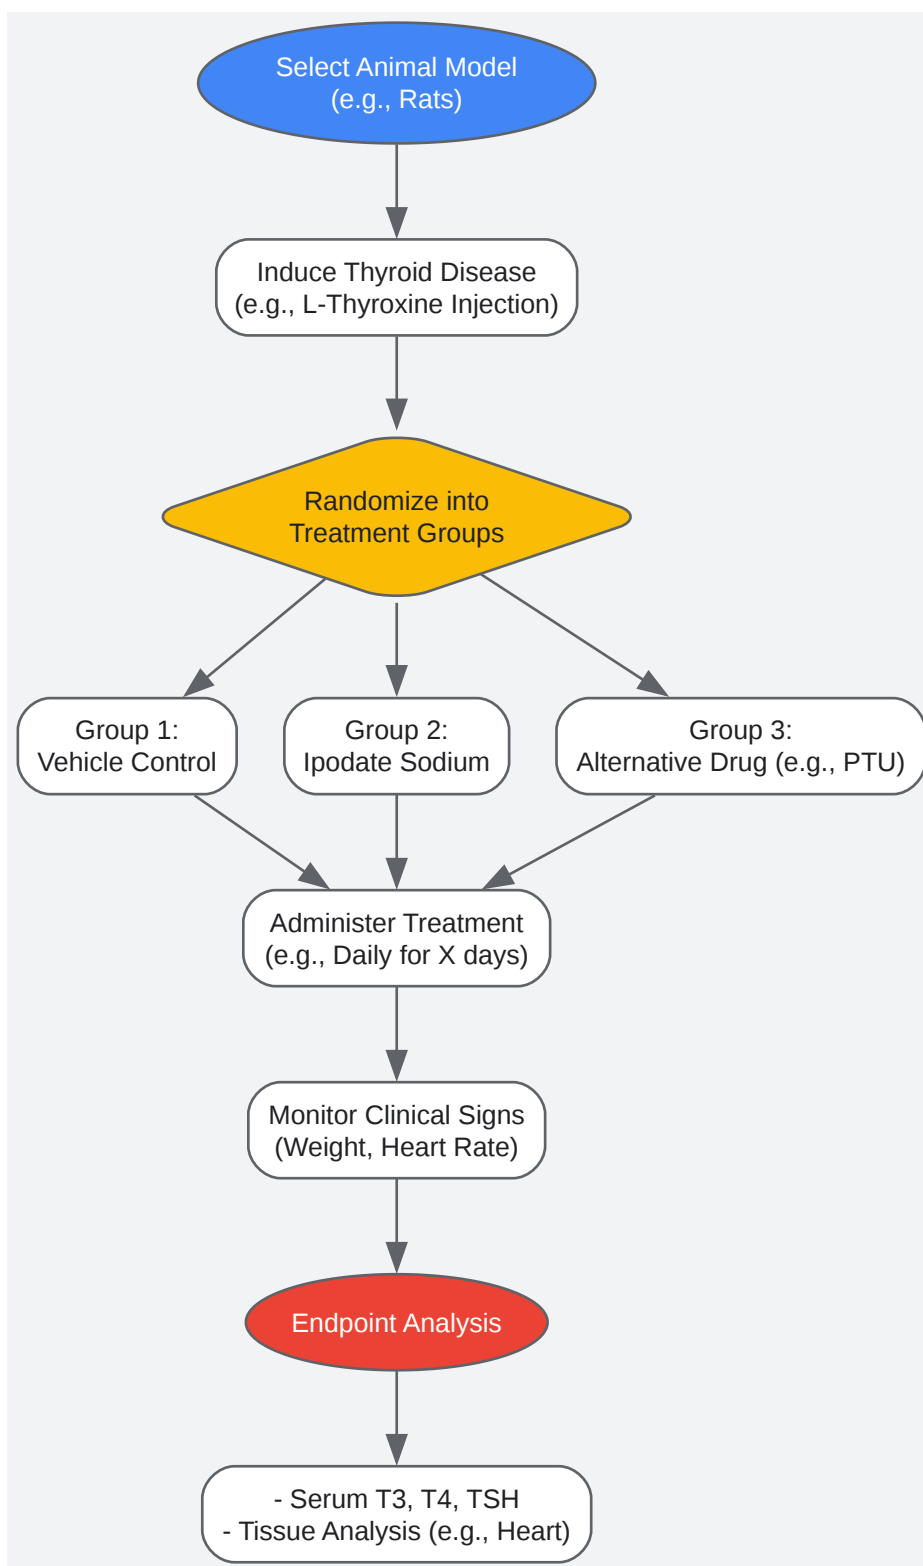 Select Animal Model
(e.g., Rats)
Induce Thyroid Disease
(e.g., L-Thyroxine Injection)
Randomize into
Treatment Groups
Group 1:
Vehicle Control
Group 2:
Ipodate Sodium
Group 3:
Alternative Drug (e.g., PTU)
Administer Treatment
(e.g., Daily for X days)
Monitor Clinical Signs
(Weight, Heart Rate)
Endpoint Analysis
- Serum T3, T4, TSH
- Tissue Analysis (e.g., Heart)